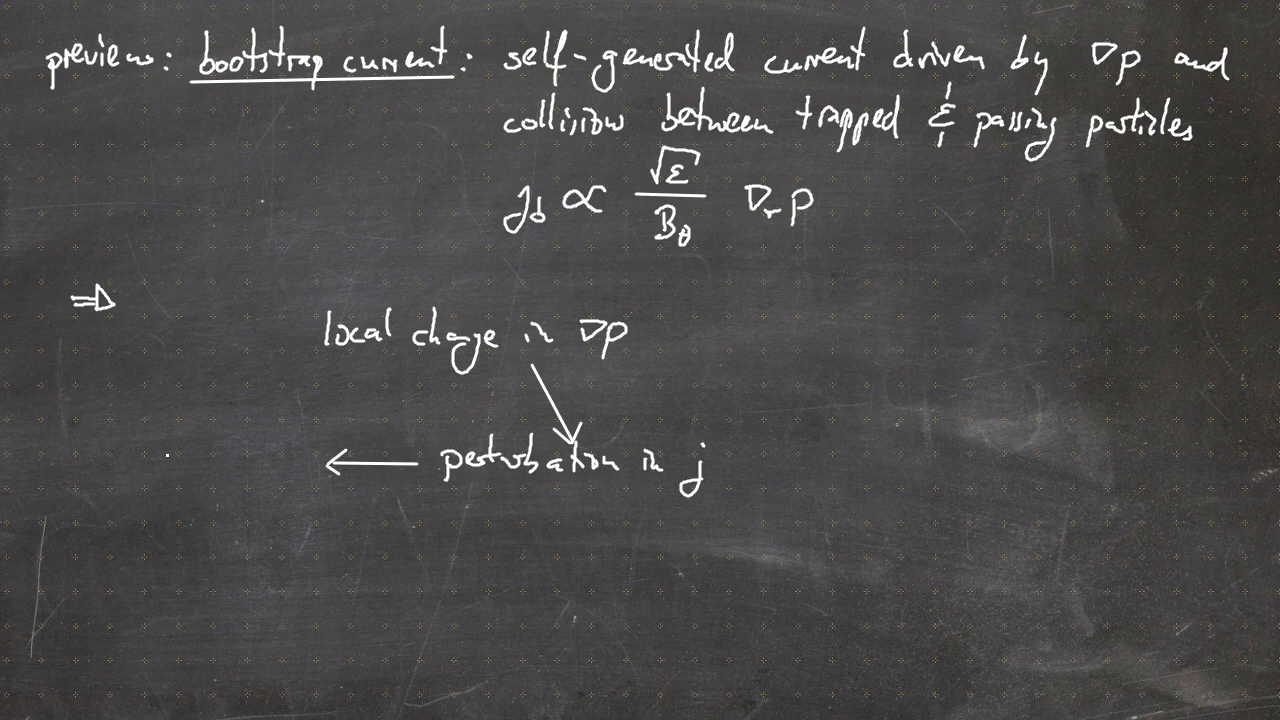 previous: bootstrap current: self-generated current driven by ∇p and
collision between trapped & passing particles
j_b ∝ √ε / B_θ ∇_r p
⇒
local change in ∇p
← perturbation in j